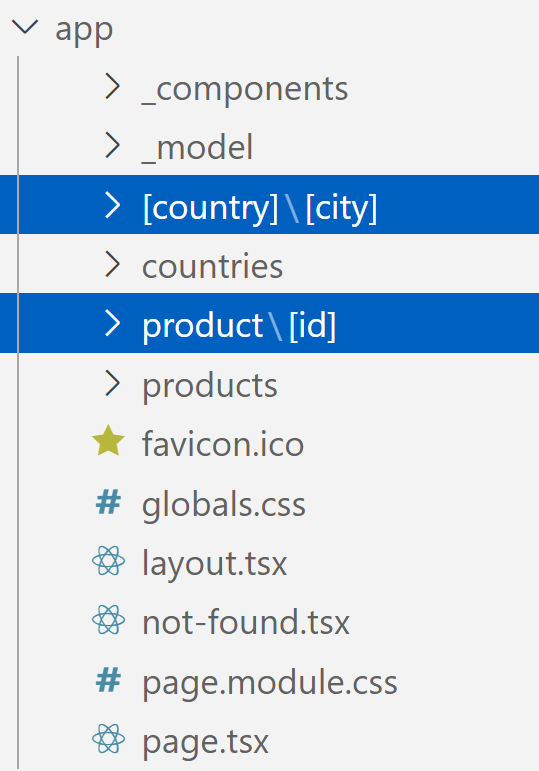 app
_components
_model
[country]\[city]
countries
product\[id]
products
favicon.ico
# globals.css
layout.tsx
not-found.tsx
# page.module.css
page.tsx